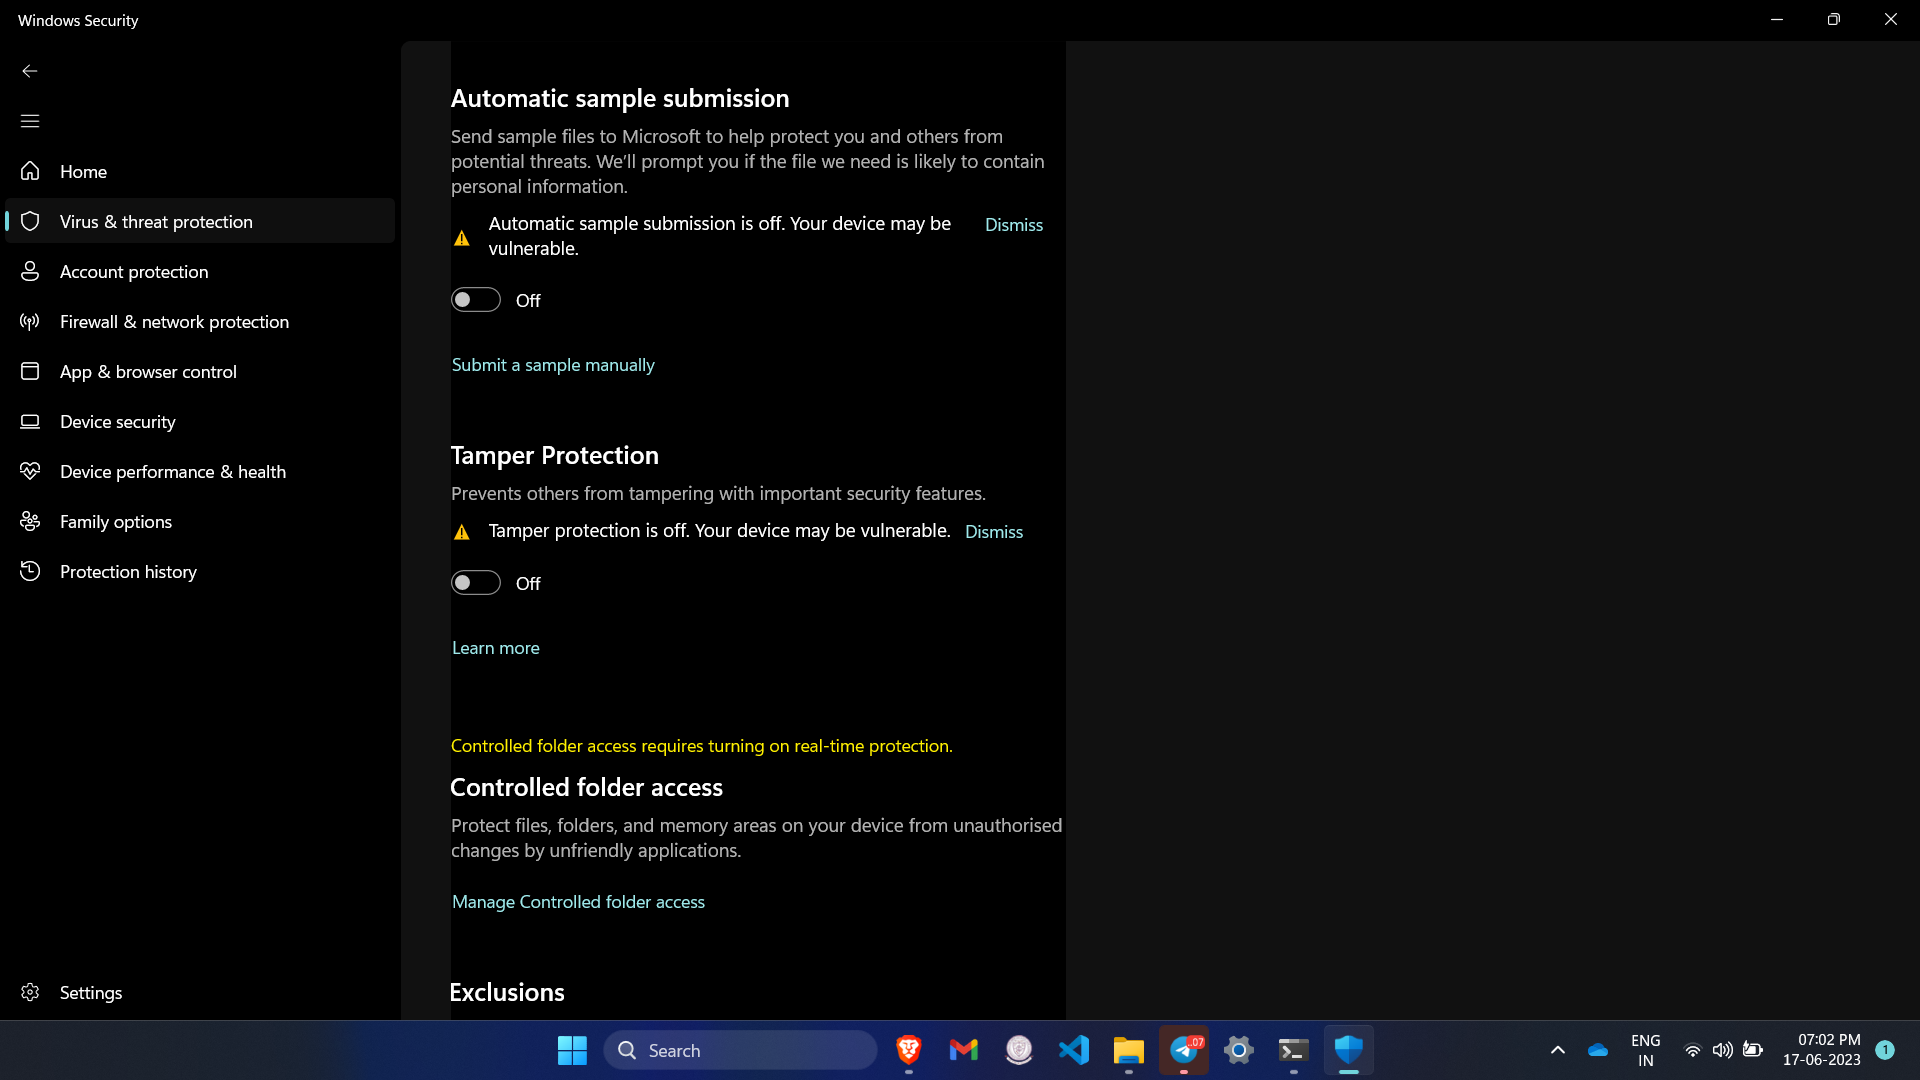 Windows Security
Home
Virus & threat protection
Account protection
Firewall & network protection
App & browser control
Device security
Device performance & health
Family options
Protection history
Settings
Automatic sample submission
Send sample files to Microsoft to help protect you and others from
potential threats. We’ll prompt you if the file we need is likely to contain
personal information.
Automatic sample submission is off. Your device may be
vulnerable.
Dismiss
Off
Submit a sample manually
Tamper Protection
Prevents others from tampering with important security features.
Tamper protection is off. Your device may be vulnerable. Dismiss
Off
Learn more
Controlled folder access requires turning on real-time protection.
Controlled folder access
Protect files, folders, and memory areas on your device from unauthorised
changes by unfriendly applications.
Manage Controlled folder access
Exclusions
Search
.07
ENG
IN
07:02 PM
17-06-2023
1